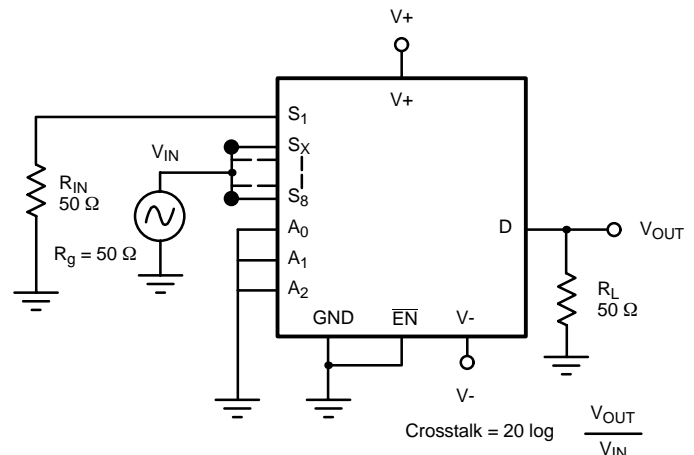 V+
V+
S1
VIN
SX
RIN
50 Ω
S8
Rg = 50 Ω
A0
A1
A2
D
VOUT
RL
50 Ω
GND
EN
V-
V-
Crosstalk = 20 log VOUT
VIN